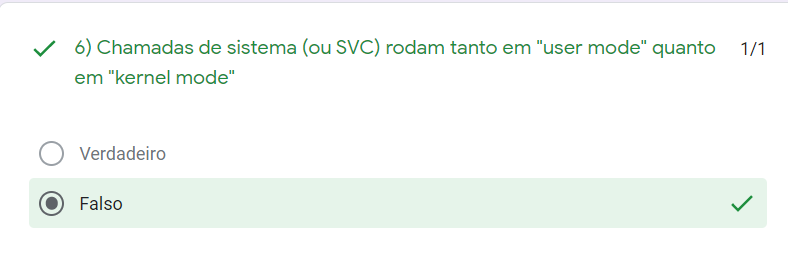 6) Chamadas de sistema (ou SVC) rodam tanto em "user mode" quanto 1/1
em "kernel mode"
Verdadeiro
Falso